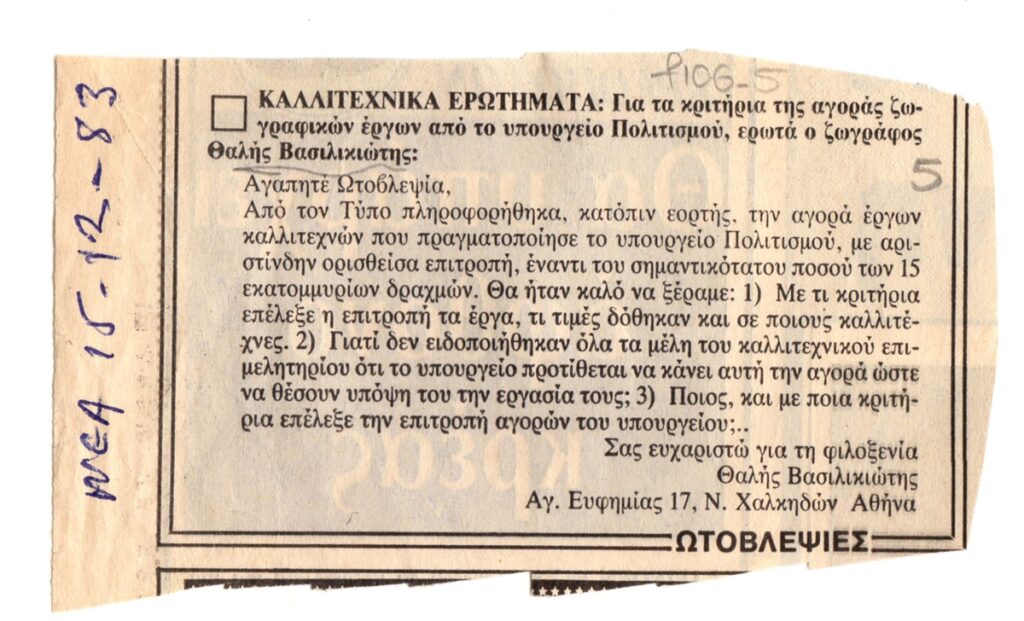 f106-5
ΚΑΛΛΙΤΕΧΝΙΚΑ ΕΡΩΤΗΜΑΤΑ: Για τα κριτήρια της αγοράς ζω-
γραφικών έργων από το υπουργείο Πολιτισμού, ερωτά ο ζωγράφος
Θαλής Βασιλικιώτης:
5
Αγαπητέ Ωτοβλεψία,
Από τον Τύπο πληροφορήθηκα, κατόπιν εορτής, την αγορά έργων
καλλιτεχνών που πραγματοποίησε το υπουργείο Πολιτισμού, με αρι-
στίνδην ορισθείσα επιτροπή, έναντι του σημαντικότατου ποσού των 15
εκατομμυρίων δραχμών. Θα ήταν καλό να ξέραμε: 1) Με τι κριτήρια
επέλεξε η επιτροπή τα έργα, τι τιμές δόθηκαν και σε ποιους καλλιτέ-
χνες. 2) Γιατί δεν ειδοποιήθηκαν όλα τα μέλη του καλλιτεχνικού επι-
μελητηρίου ότι το υπουργείο προτίθεται να κάνει αυτή την αγορά ώστε
να θέσουν υπόψη του την εργασία τους; 3) Ποιος, και με ποια κριτή-
ρια επέλεξε την επιτροπή αγορών του υπουργείου;..
Σας ευχαριστώ για τη φιλοξενία
Θαλής Βασιλικιώτης
Αγ. Ευφημίας 17, Ν. Χαλκηδών Αθήνα
ΩΤΟΒΛΕΨΙΕΣ
ΝΕΑ 15-12-83